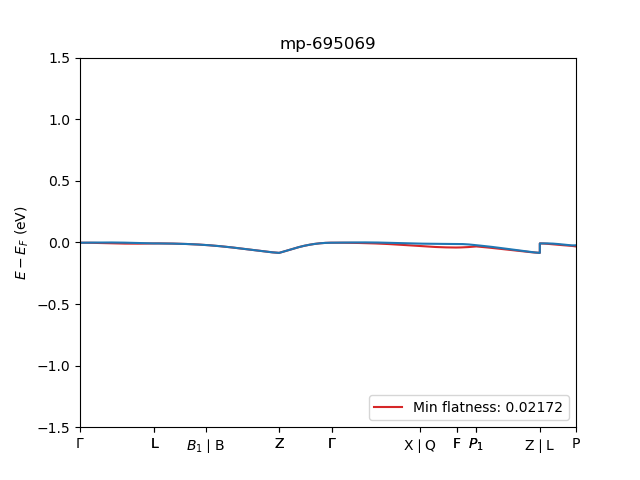 mp-695069
1.5
1.0
0.5
0.0
−0.5
−1.0
−1.5
E − E_F (eV)
Min flatness: 0.02172
Γ L B₁ | B Z Γ X | Q F P₁ Z | L P